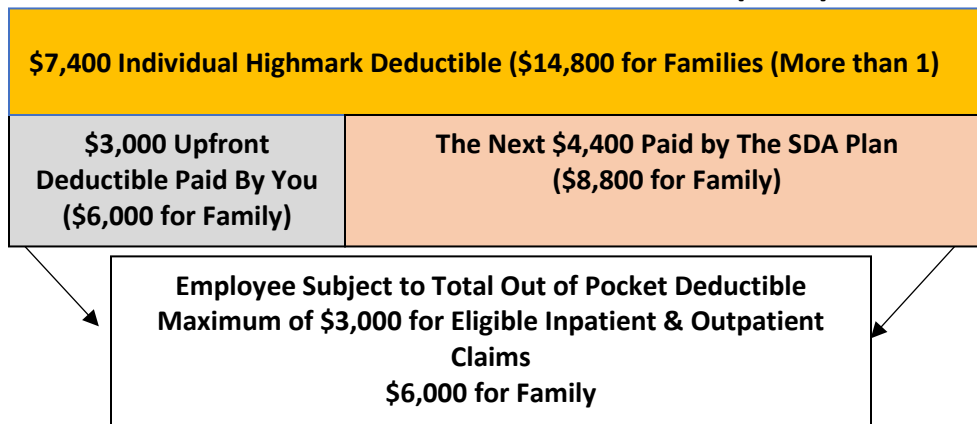 $7,400 Individual Highmark Deductible ($14,800 for Families (More than 1)
$3,000 Upfront
Deductible Paid By You
($6,000 for Family)
The Next $4,400 Paid by The SDA Plan
($8,800 for Family)
Employee Subject to Total Out of Pocket Deductible
Maximum of $3,000 for Eligible Inpatient & Outpatient
Claims
$6,000 for Family